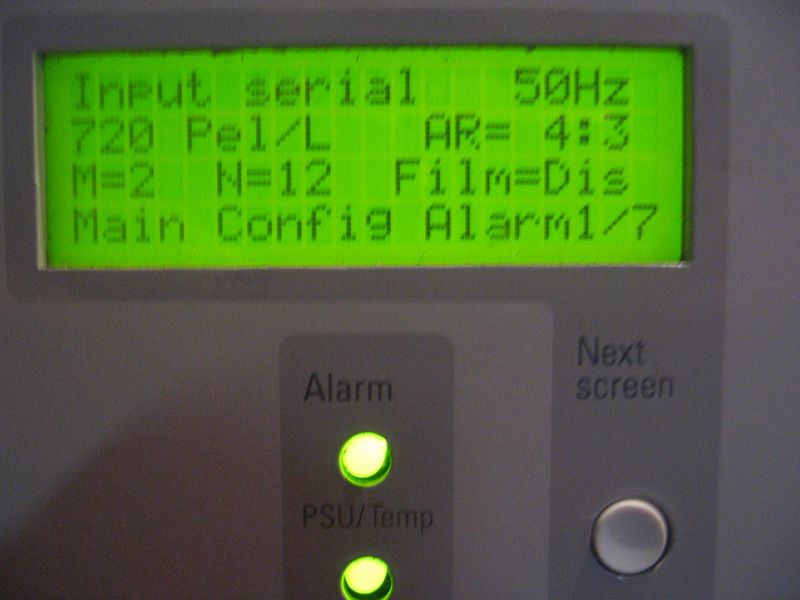 Input serial 50Hz
720 Pel/L AR= 4:3
M=2 N=12 Film=Dis
Main Config Alarm1/7
Next
screen
Alarm
PSU/Temp